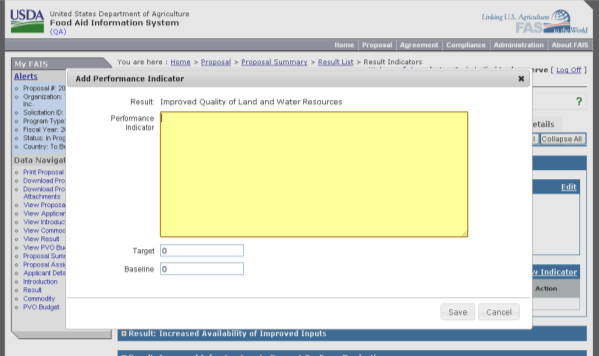 USDA United States Department of Agriculture
Food Aid Information System
(QA)
Linking U.S. Agriculture
FAS to the World
Home Proposal Agreement Compliance Administration About FAIS
My FAIS
You are here : Home > Proposal > Proposal Summary > Result List > Result Indicators
Alerts
erve [ Log Off ]
Add Performance Indicator x
Proposal #: 20
Organization:
Inc.
Solicitation ID:
Program Type:
Fiscal Year: 2
Status: In Prog
Country: To Be
?
etails
Collapse All
Result: Improved Quality of Land and Water Resources
Performance
Indicator
Data Navigat
Print Proposal
Download Pro
Download Pro
Attachments
View Proposa
View Applicar
View Introduc
View Commod
View Result
View PVO Bu
Proposal Summ
Proposal Assig
Applicant Deta
Introduction
Result
Commodity
PVO Budget
Edit
Target 0
Baseline 0
w Indicator
Action
Save Cancel
Result: Increased Availability of Improved Inputs